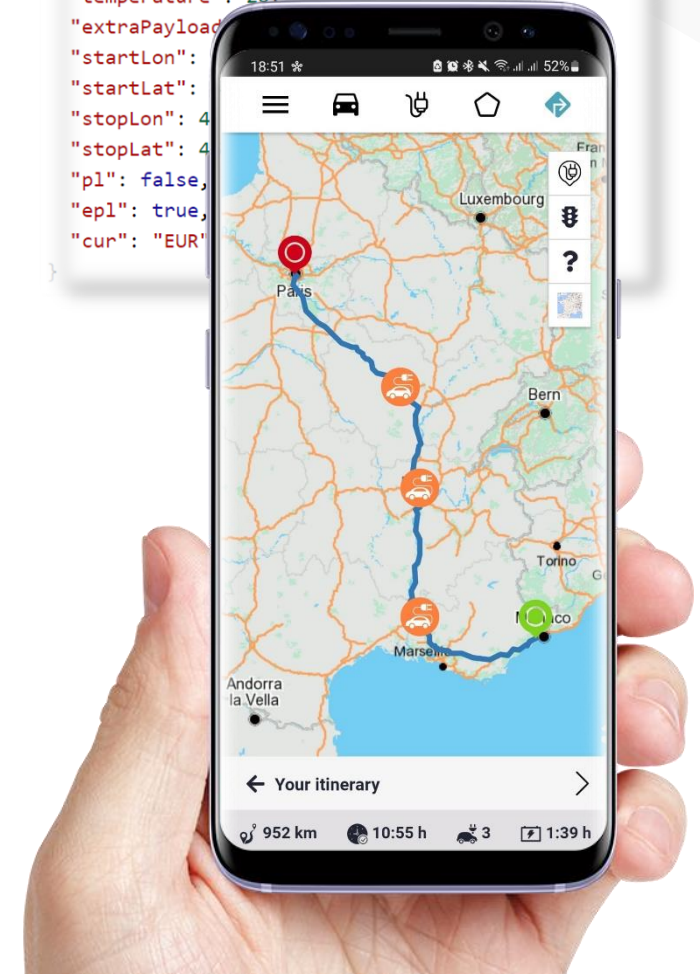 "extraPayload
"startLon":
"startLat":
"stopLon": 4
"stopLat": 4
"pl": false,
"epl": true,
"cur": "EUR"
}
18:51
52%
Luxembourg
Paris
Bern
Torino
Monaco
Marseille
Andorra
la Vella
Your itinerary
952 km
10:55 h
3
1:39 h